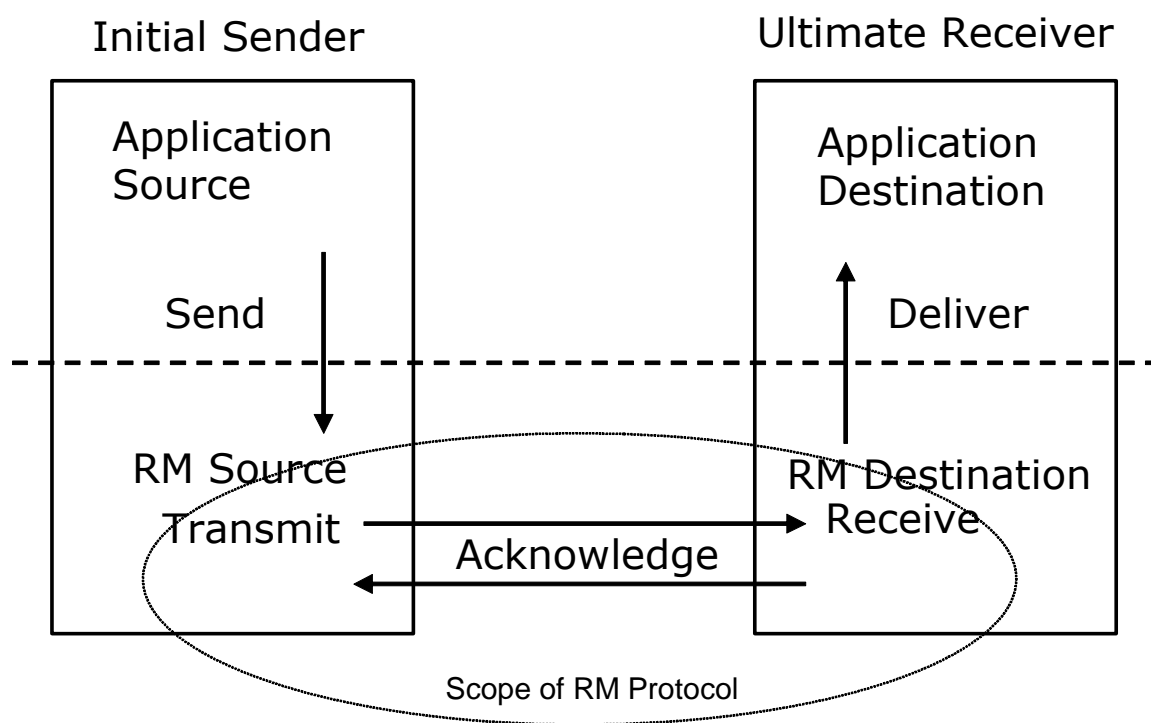 Initial Sender
Ultimate Receiver
Application
Source
Application
Destination
Send
Deliver
RM Source
Transmit
RM Destination
Receive
Acknowledge
Scope of RM Protocol